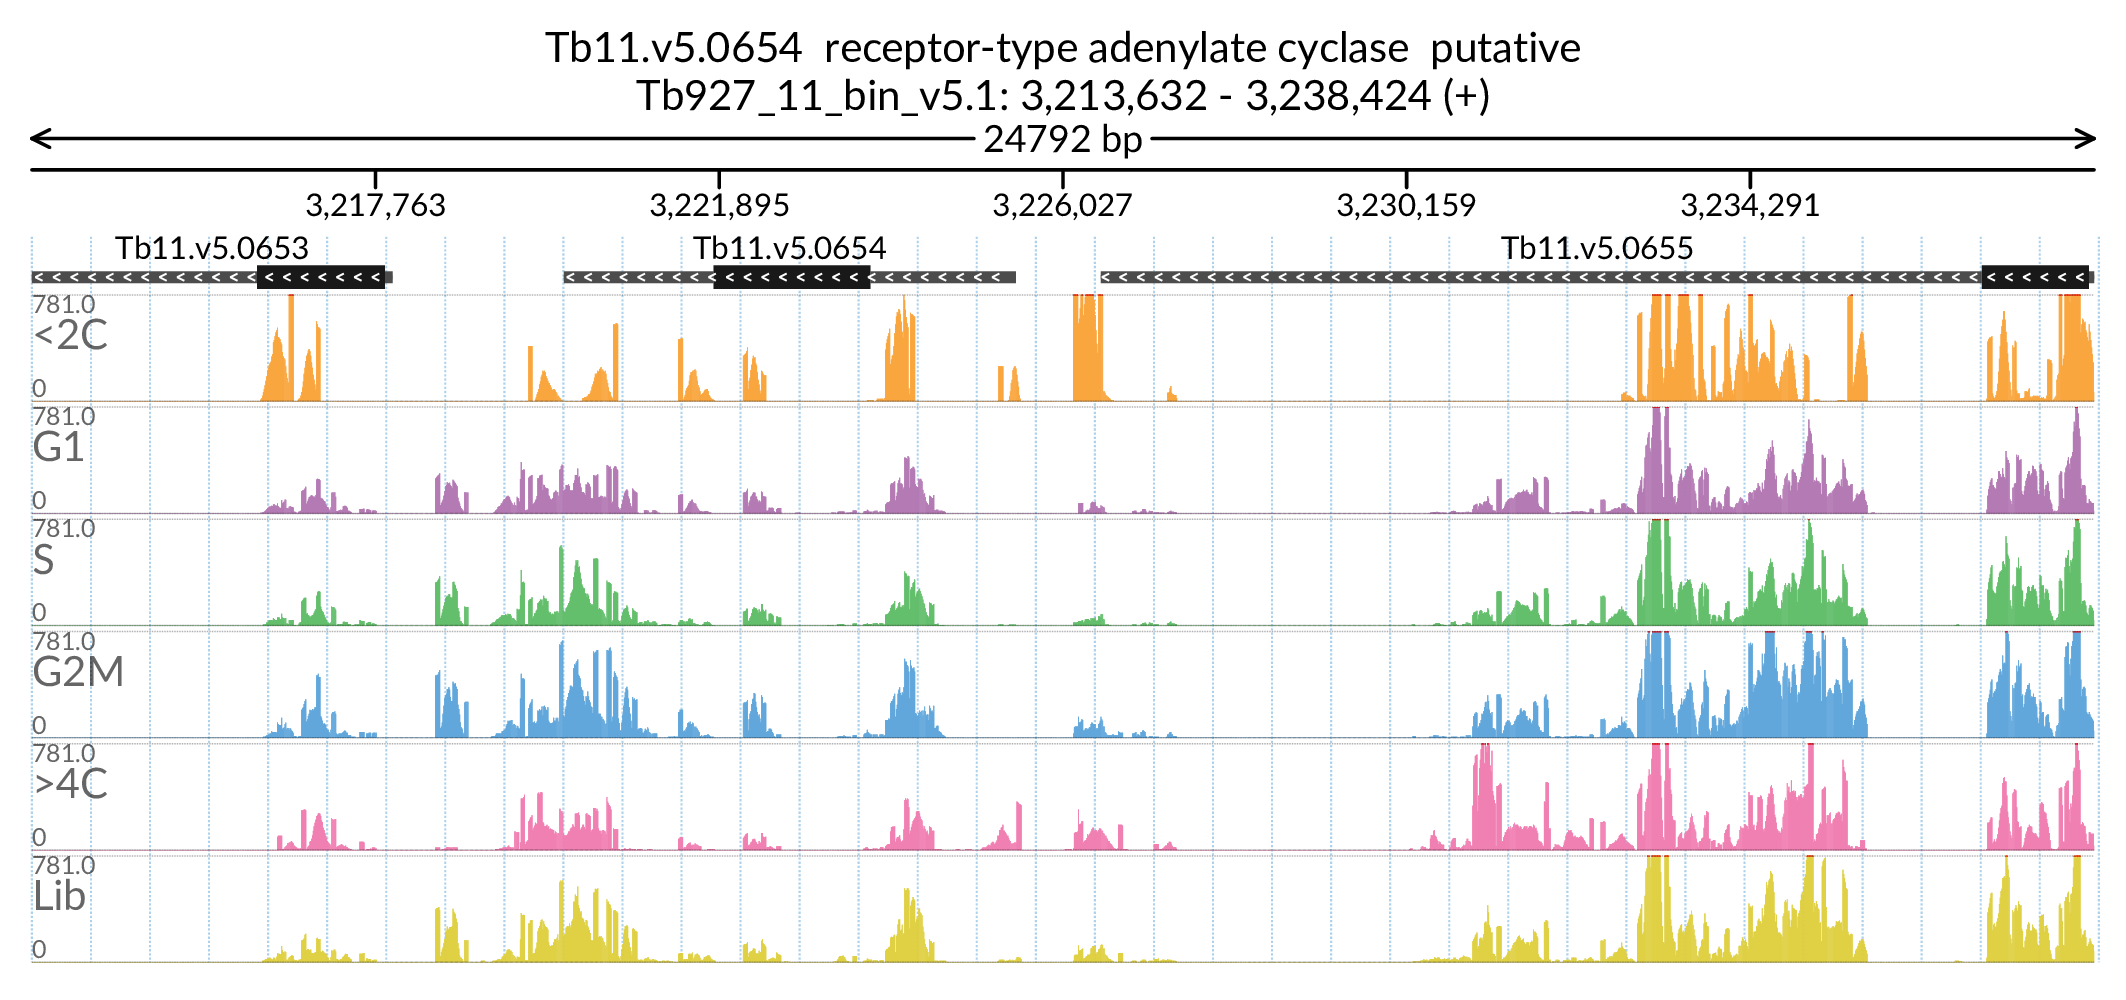 Tb11.v5.0654 receptor-type adenylate cyclase putative
Tb927_11_bin_v5.1: 3,213,632 - 3,238,424 (+)
24792 bp
3,217,763 3,221,895 3,226,027 3,230,159 3,234,291
Tb11.v5.0653 Tb11.v5.0654 Tb11.v5.0655
781.0
<2C
0
781.0
G1
0
781.0
S
0
781.0
G2M
0
781.0
>4C
0
781.0
Lib
0